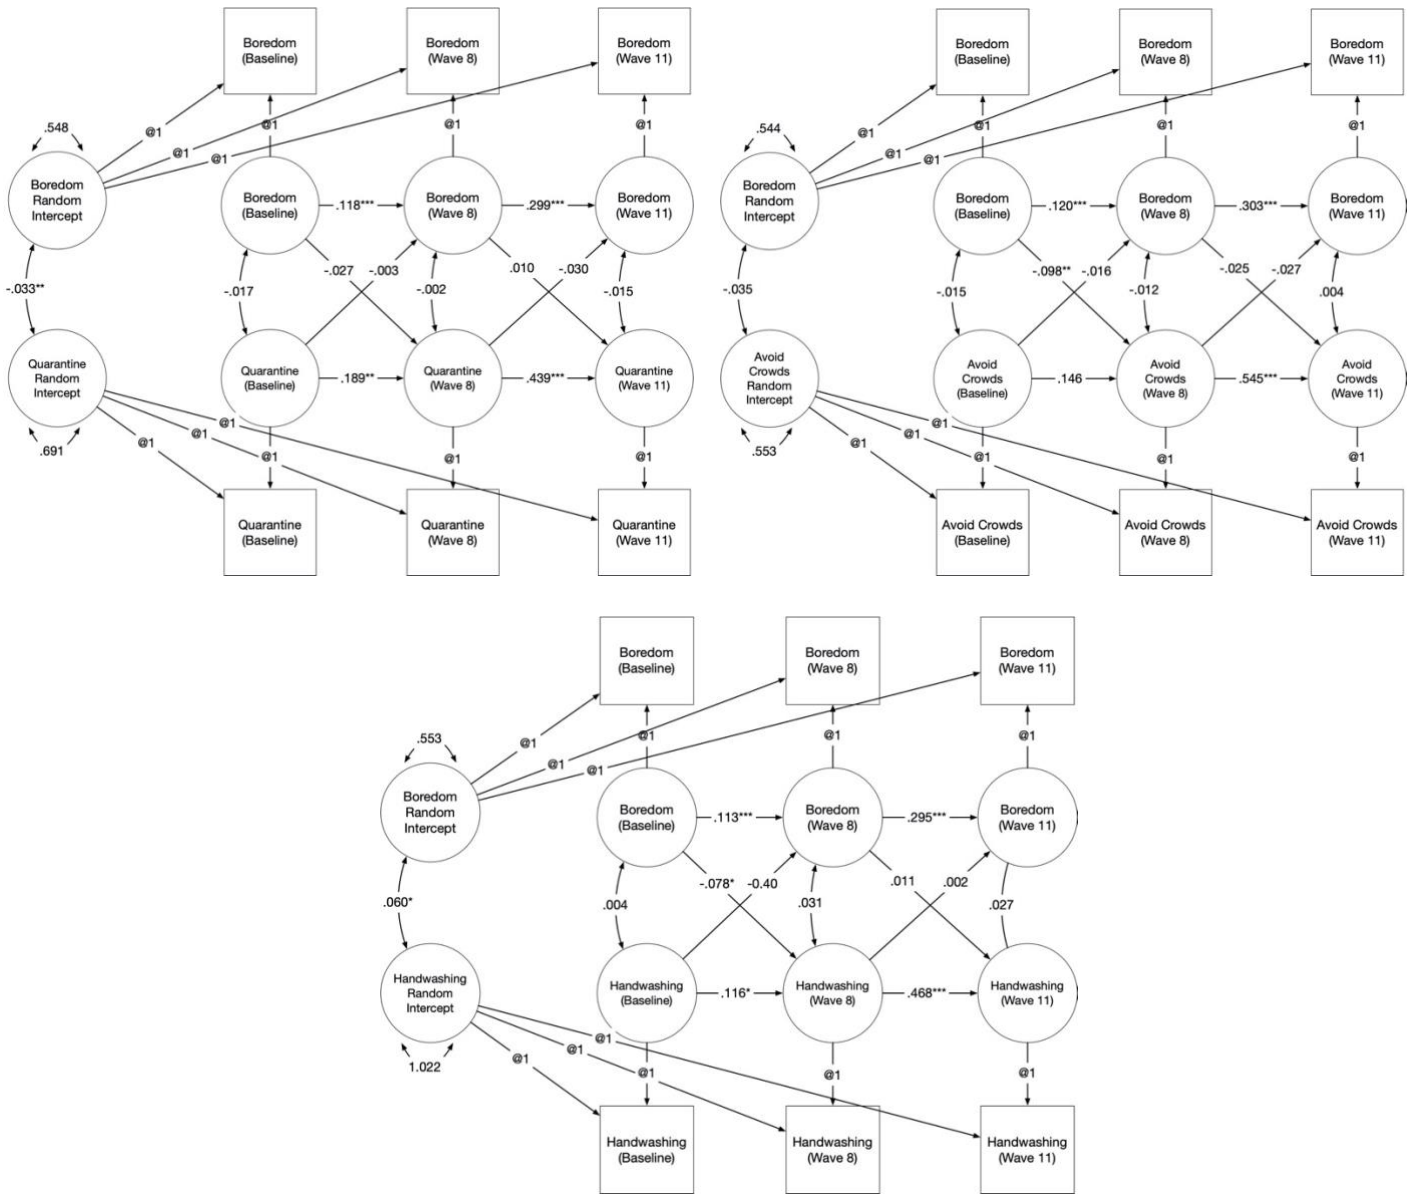 Boredom
(Baseline)
Boredom
(Wave 8)
Boredom
(Wave 11)
.548
@1
@1
@1
@1
@1
@1
Boredom
Random
Intercept
Boredom
(Baseline)
.118***
Boredom
(Wave 8)
.299***
Boredom
(Wave 11)
-.033**
-.017
-.027
-.003
-.002
.010
-.030
-.015
Quarantine
Random
Intercept
Quarantine
(Baseline)
.189**
Quarantine
(Wave 8)
.439***
Quarantine
(Wave 11)
.691
@1
@1
@1
@1
@1
@1
Quarantine
(Baseline)
Quarantine
(Wave 8)
Quarantine
(Wave 11)
Boredom
(Baseline)
Boredom
(Wave 8)
Boredom
(Wave 11)
.544
@1
@1
@1
@1
@1
@1
Boredom
Random
Intercept
Boredom
(Baseline)
.120***
Boredom
(Wave 8)
.303***
Boredom
(Wave 11)
-.035
-.015
-.098**
-.016
-.012
-.025
-.027
.004
Avoid
Crowds
Random
Intercept
Avoid
Crowds
(Baseline)
.146
Avoid
Crowds
(Wave 8)
.545***
Avoid
Crowds
(Wave 11)
.553
@1
@1
@1
@1
@1
@1
Avoid Crowds
(Baseline)
Avoid Crowds
(Wave 8)
Avoid Crowds
(Wave 11)
Boredom
(Baseline)
Boredom
(Wave 8)
Boredom
(Wave 11)
.553
@1
@1
@1
@1
@1
@1
Boredom
Random
Intercept
Boredom
(Baseline)
.113***
Boredom
(Wave 8)
.295***
Boredom
(Wave 11)
.060*
.004
-.078*
-0.40
.031
.011
.002
.027
Handwashing
Random
Intercept
Handwashing
(Baseline)
.116*
Handwashing
(Wave 8)
.468***
Handwashing
(Wave 11)
1.022
@1
@1
@1
@1
@1
@1
Handwashing
(Baseline)
Handwashing
(Wave 8)
Handwashing
(Wave 11)